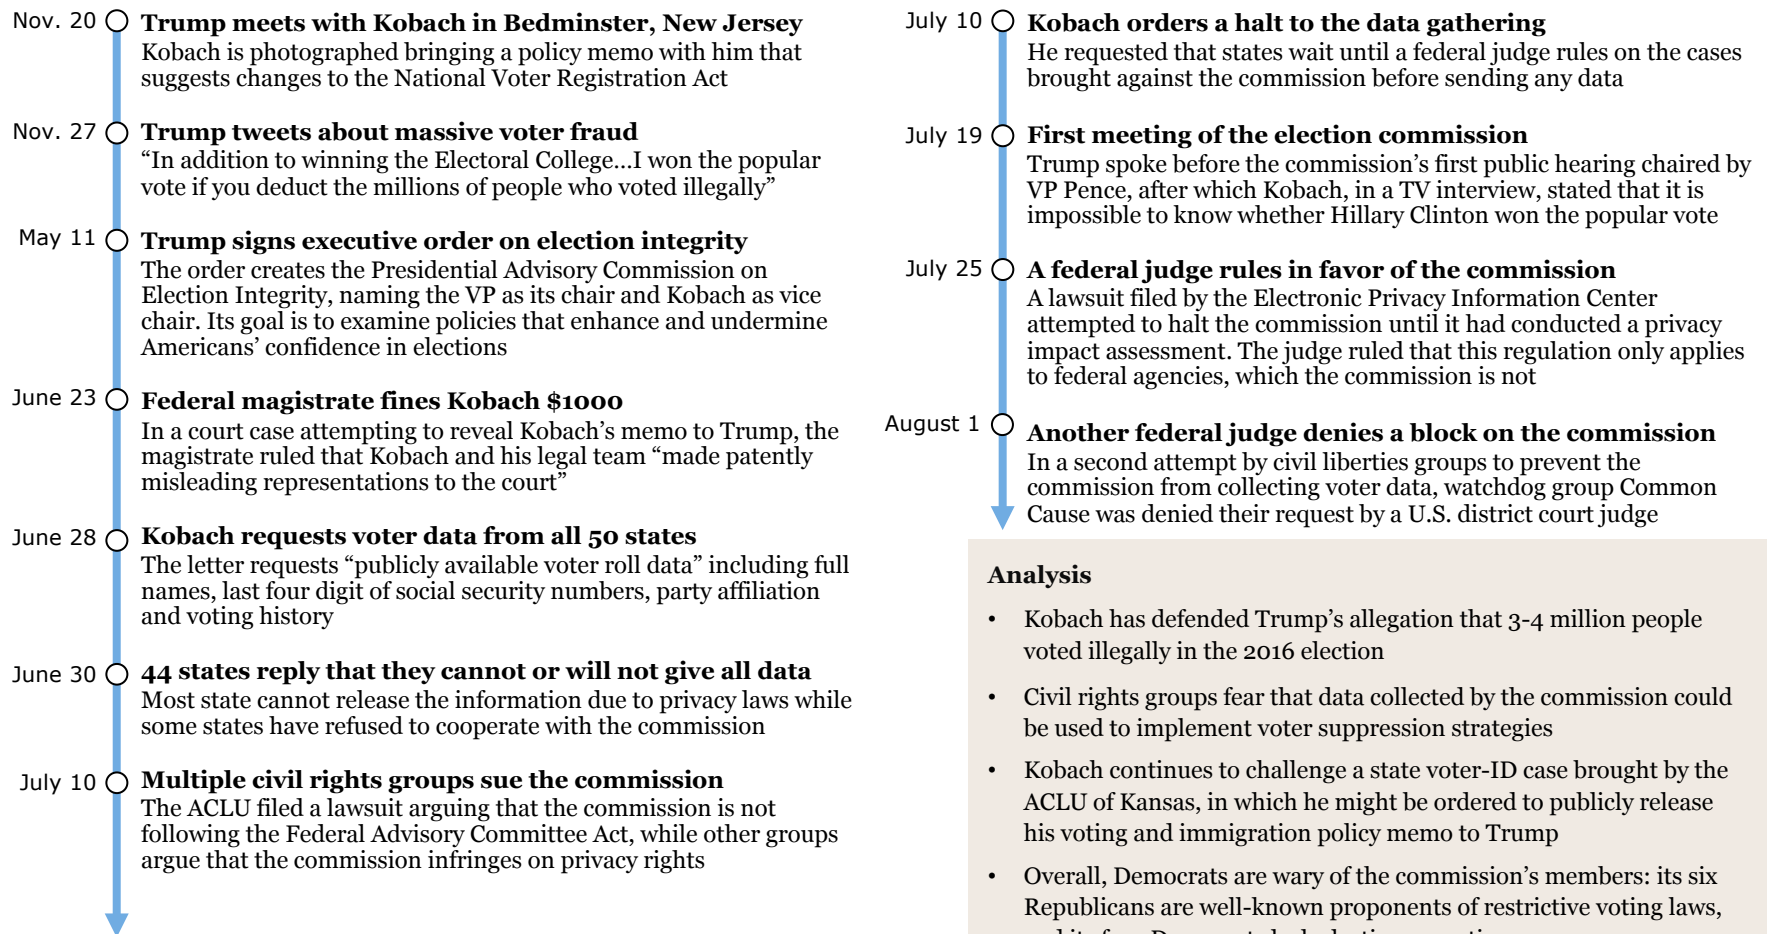 Nov. 20
Trump meets with Kobach in Bedminster, New Jersey
Kobach is photographed bringing a policy memo with him that
suggests changes to the National Voter Registration Act
Nov. 27
Trump tweets about massive voter fraud
“In addition to winning the Electoral College...I won the popular
vote if you deduct the millions of people who voted illegally”
May 11
Trump signs executive order on election integrity
The order creates the Presidential Advisory Commission on
Election Integrity, naming the VP as its chair and Kobach as vice
chair. Its goal is to examine policies that enhance and undermine
Americans’ confidence in elections
June 23
Federal magistrate fines Kobach $1000
In a court case attempting to reveal Kobach’s memo to Trump, the
magistrate ruled that Kobach and his legal team “made patently
misleading representations to the court”
June 28
Kobach requests voter data from all 50 states
The letter requests “publicly available voter roll data” including full
names, last four digit of social security numbers, party affiliation
and voting history
June 30
44 states reply that they cannot or will not give all data
Most state cannot release the information due to privacy laws while
some states have refused to cooperate with the commission
July 10
Multiple civil rights groups sue the commission
The ACLU filed a lawsuit arguing that the commission is not
following the Federal Advisory Committee Act, while other groups
argue that the commission infringes on privacy rights
July 10
Kobach orders a halt to the data gathering
He requested that states wait until a federal judge rules on the cases
brought against the commission before sending any data
July 19
First meeting of the election commission
Trump spoke before the commission’s first public hearing chaired by
VP Pence, after which Kobach, in a TV interview, stated that it is
impossible to know whether Hillary Clinton won the popular vote
July 25
A federal judge rules in favor of the commission
A lawsuit filed by the Electronic Privacy Information Center
attempted to halt the commission until it had conducted a privacy
impact assessment. The judge ruled that this regulation only applies
to federal agencies, which the commission is not
August 1
Another federal judge denies a block on the commission
In a second attempt by civil liberties groups to prevent the
commission from collecting voter data, watchdog group Common
Cause was denied their request by a U.S. district court judge
Analysis
• Kobach has defended Trump’s allegation that 3-4 million people
voted illegally in the 2016 election
• Civil rights groups fear that data collected by the commission could
be used to implement voter suppression strategies
• Kobach continues to challenge a state voter-ID case brought by the
ACLU of Kansas, in which he might be ordered to publicly release
his voting and immigration policy memo to Trump
• Overall, Democrats are wary of the commission’s members: its six
Republicans are well-known proponents of restrictive voting laws,